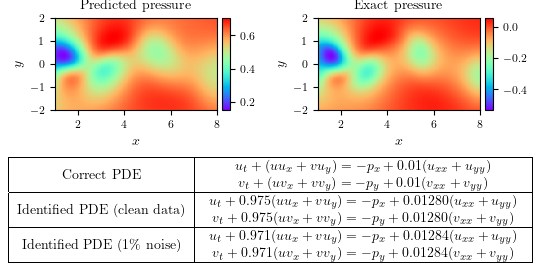 Predicted pressure
Exact pressure
2
1
0
−1
−2
y
2
4
6
8
x
0.6
0.4
0.2
2
1
0
−1
−2
y
2
4
6
8
x
0.0
−0.2
−0.4
Correct PDE
u_t + (uu_x + vu_y) = −p_x + 0.01(u_xx + u_yy)
v_t + (uv_x + vv_y) = −p_y + 0.01(v_xx + v_yy)
Identified PDE (clean data)
u_t + 0.975(uu_x + vu_y) = −p_x + 0.01280(u_xx + u_yy)
v_t + 0.975(uv_x + vv_y) = −p_y + 0.01280(v_xx + v_yy)
Identified PDE (1% noise)
u_t + 0.971(uu_x + vu_y) = −p_x + 0.01284(u_xx + u_yy)
v_t + 0.971(uv_x + vv_y) = −p_y + 0.01284(v_xx + v_yy)